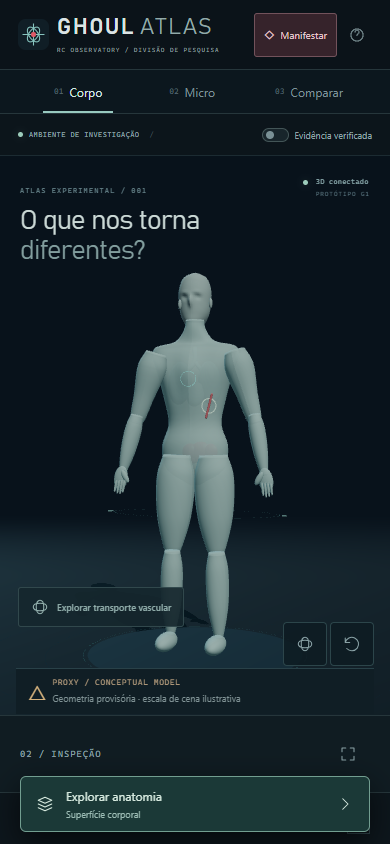 GHOUL ATLAS
RC OBSERVATORY / DIVISÃO DE PESQUISA
Manifestar
01 Corpo
02 Micro
03 Comparar
AMBIENTE DE INVESTIGAÇÃO /
Evidência verificada
ATLAS EXPERIMENTAL / 001
3D conectado
PROTÓTIPO G1
O que nos torna
diferentes?
Explorar transporte vascular
PROXY / CONCEPTUAL MODEL
Geometria provisória · escala de cena ilustrativa
02 / INSPEÇÃO
Explorar anatomia
Superfície corporal